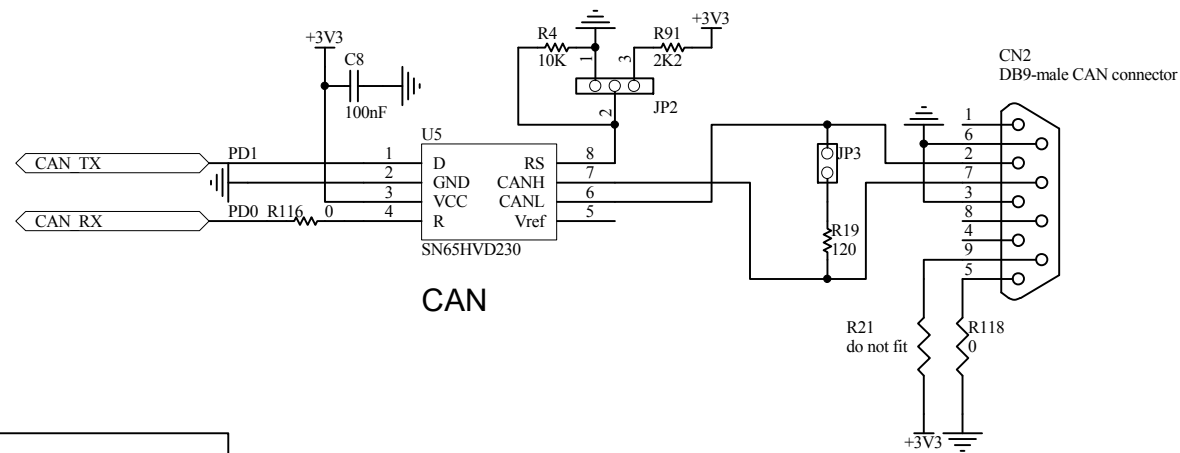 +3V3
C8
100nF
R4
10K
R91
2K2
+3V3
1
3
2
JP2
CN2
DB9-male CAN connector
U5
CAN_TX
PD1
1 D RS 8
2 GND CANH 7
3 VCC CANL 6
4 R Vref 5
CAN_RX
PD0 R116 0
SN65HVD230
CAN
JP3
R19
120
1
6
2
7
3
8
4
9
5
R21
do not fit
R118
0
+3V3